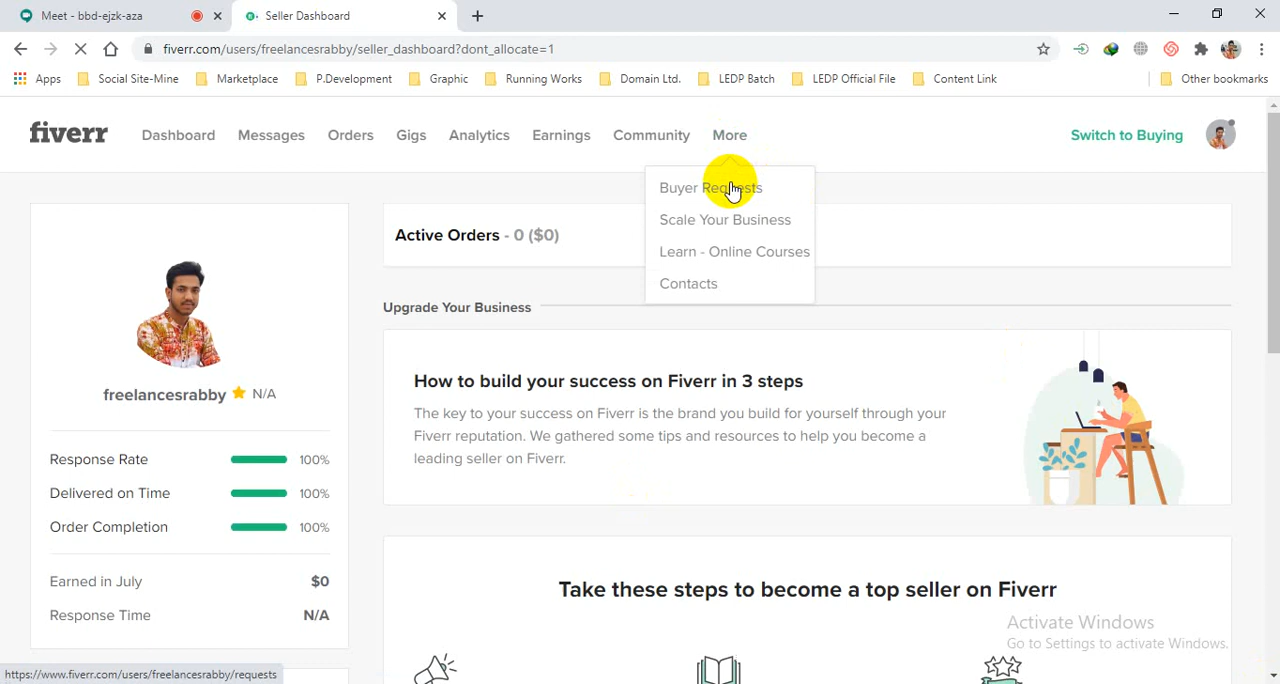 Meet - bbd-ejzk-aza
Seller Dashboard
fiverr.com/users/freelancesrabby/seller_dashboard?dont_allocate=1
Apps Social Site-Mine Marketplace P.Development Graphic Running Works Domain Ltd. LEDP Batch LEDP Official File Content Link Other bookmarks
fiverr Dashboard Messages Orders Gigs Analytics Earnings Community More Switch to Buying
Buyer Requests
Scale Your Business
Learn - Online Courses
Contacts
Active Orders - 0 ($0)
Upgrade Your Business
How to build your success on Fiverr in 3 steps
The key to your success on Fiverr is the brand you build for yourself through your
Fiverr reputation. We gathered some tips and resources to help you become a
leading seller on Fiverr.
freelancesrabby N/A
Response Rate 100%
Delivered on Time 100%
Order Completion 100%
Earned in July $0
Response Time N/A
Take these steps to become a top seller on Fiverr
Activate Windows
Go to Settings to activate Windows.
https://www.fiverr.com/users/freelancesrabby/requests